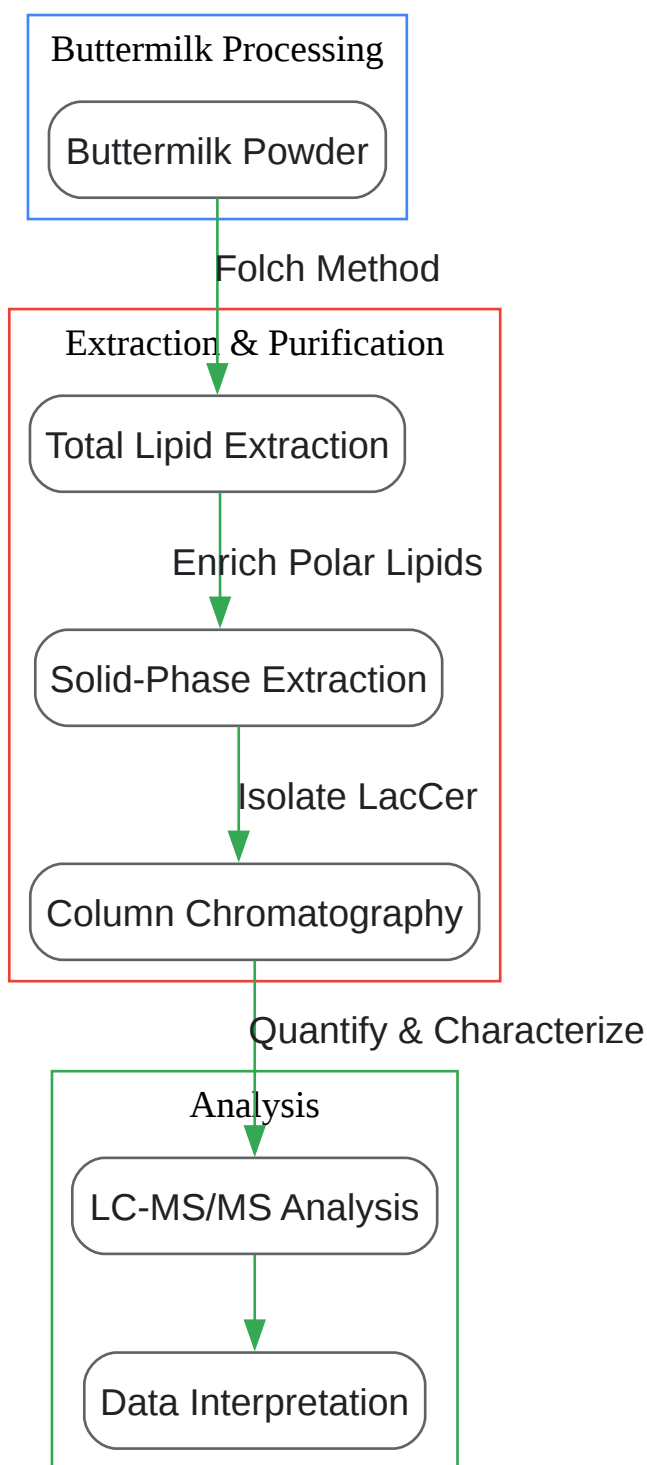 Buttermilk Processing
Buttermilk Powder
Folch Method
Extraction & Purification
Total Lipid Extraction
Enrich Polar Lipids
Solid-Phase Extraction
Isolate LacCer
Column Chromatography
Quantify & Characterize
Analysis
LC-MS/MS Analysis
Data Interpretation